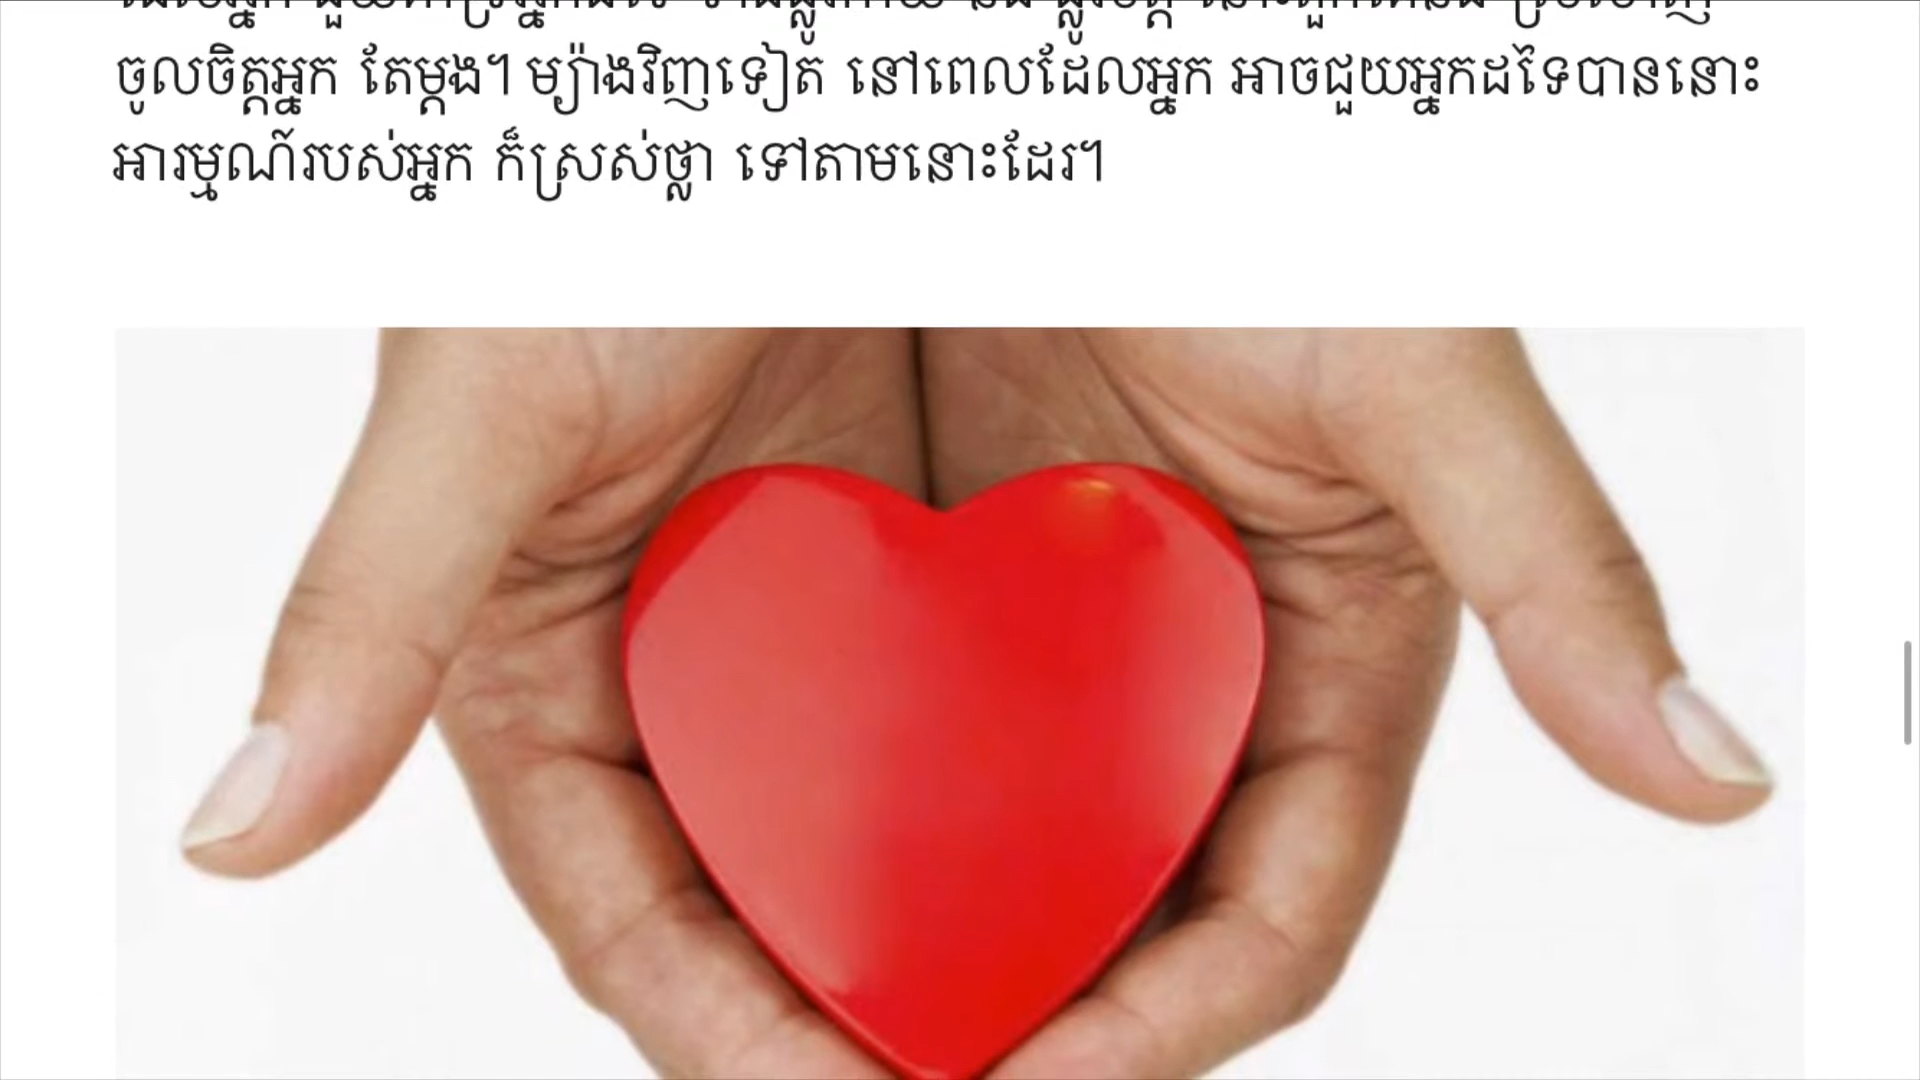 ចូលចិត្តអ្នក តែម្តង។ ម្យ៉ាងវិញទៀត នៅពេលដែលអ្នក អាចជួយអ្នកដទៃបាននោះ
អារម្មណ៍របស់អ្នក ក៏ស្រស់ថ្លា ទៅតាមនោះដែរ។